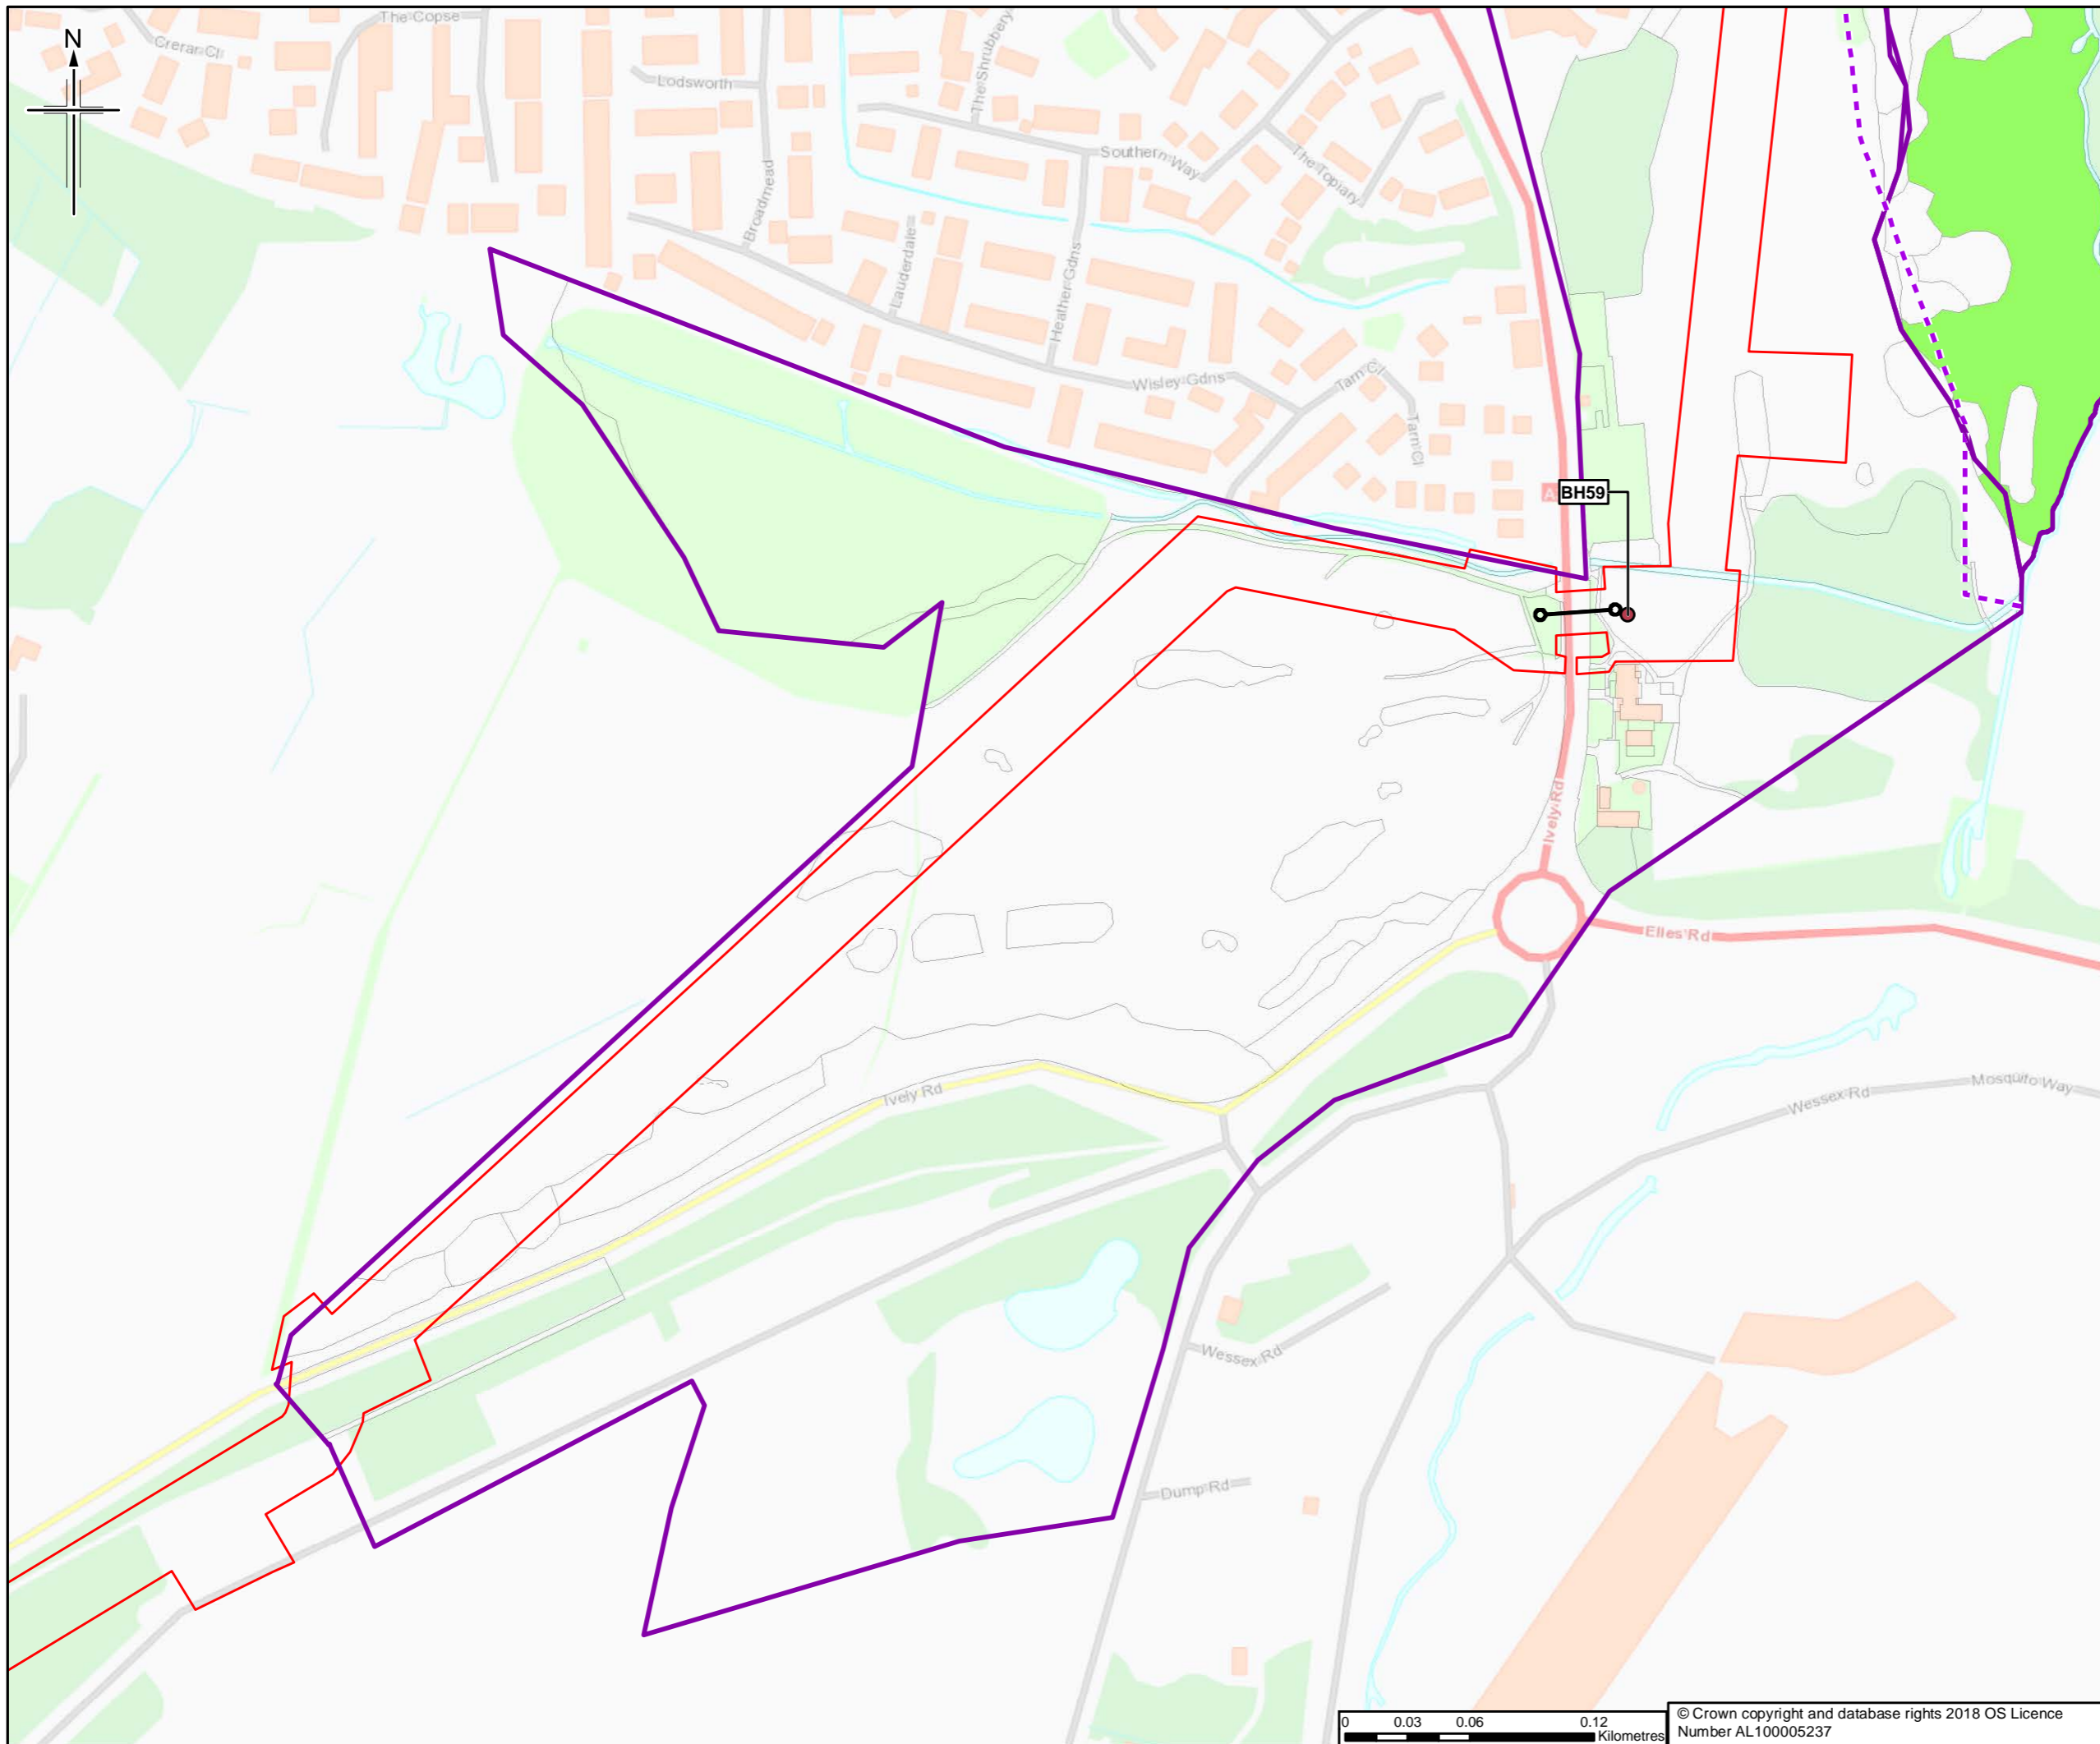 The Copse
N
Crerar Cl
The Shrubbery
Lodsworth
Southern Way
The Topiary
Broadmead
Lauderdale
Heather Gdns
Wisley Gdns
Tarn Cl
Tarn Cl
A
BH59
Ively Rd
Elles Rd
Ively Rd
Mosquito Way
Wessex Rd
Wessex Rd
Dump Rd
0 0.03 0.06 0.12
Kilometres
© Crown copyright and database rights 2018 OS Licence
Number AL100005237